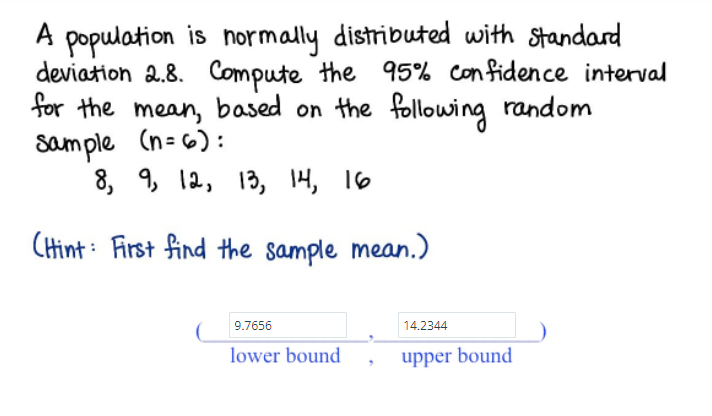 A population is normally distributed with standard
deviation 2.8. Compute the 95% confidence interval
for the mean, based on the following random
sample (n=6):
8, 9, 12, 13, 14, 16
(Hint: First find the sample mean.)
( 9.7656 , 14.2344 )
lower bound , upper bound